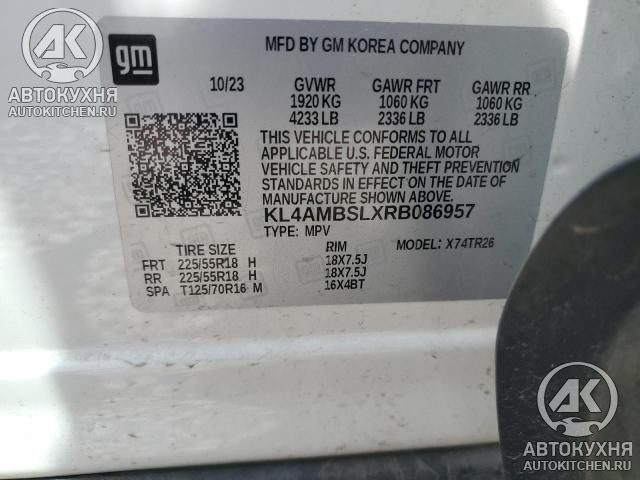 gm
MFD BY GM KOREA COMPANY
10/23 GVWR GAWR FRT GAWR RR
1920 KG 1060 KG 1060 KG
4233 LB 2336 LB 2336 LB
THIS VEHICLE CONFORMS TO ALL
APPLICABLE U.S. FEDERAL MOTOR
VEHICLE SAFETY AND THEFT PREVENTION
STANDARDS IN EFFECT ON THE DATE OF
MANUFACTURE SHOWN ABOVE.
KL4AMBSLXRB086957
TYPE: MPV MODEL: X74TR26
TIRE SIZE RIM
FRT 225/55R18 H 18X7.5J
RR 225/55R18 H 18X7.5J
SPA T125/70R16 M 16X4BT
АК
АВТОКУХНЯ
AUTOKITCHEN.RU
АК
АВТОКУХНЯ
AUTOKITCHEN.RU